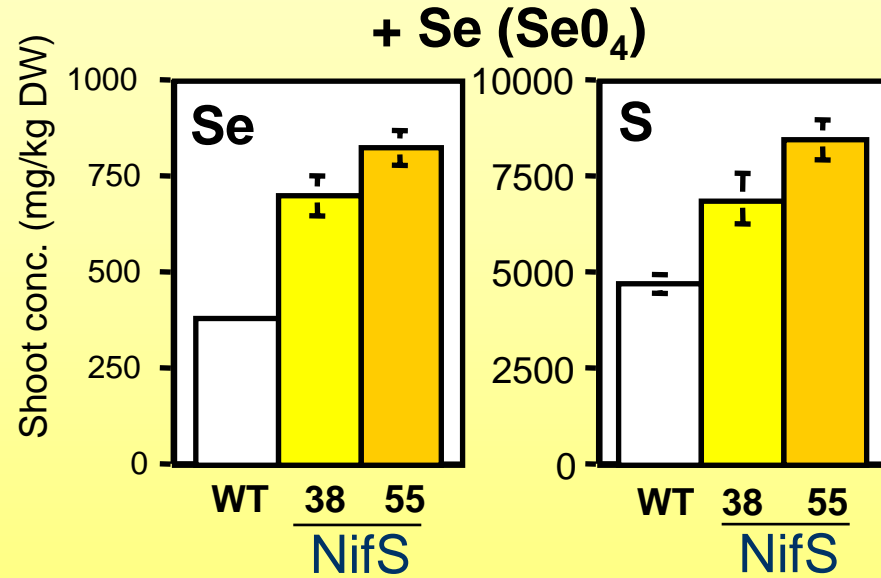 + Se (Se0₄)
Shoot conc. (mg/kg DW)
1000
750
500
250
0
Se
WT 38 55
NifS
10000
7500
5000
2500
0
S
WT 38 55
NifS